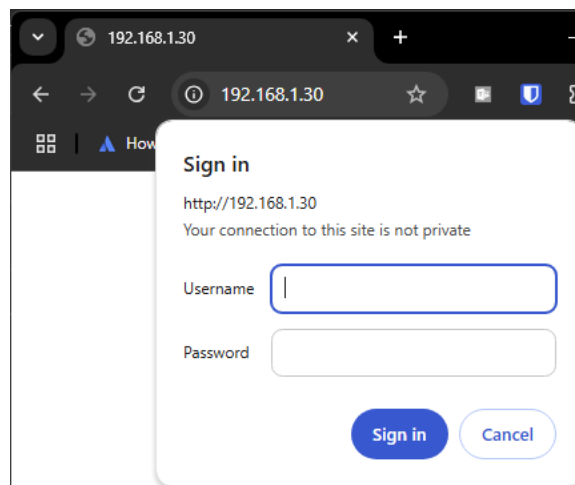 192.168.1.30
192.168.1.30
How
Sign in
http://192.168.1.30
Your connection to this site is not private
Username
Password
Sign in
Cancel